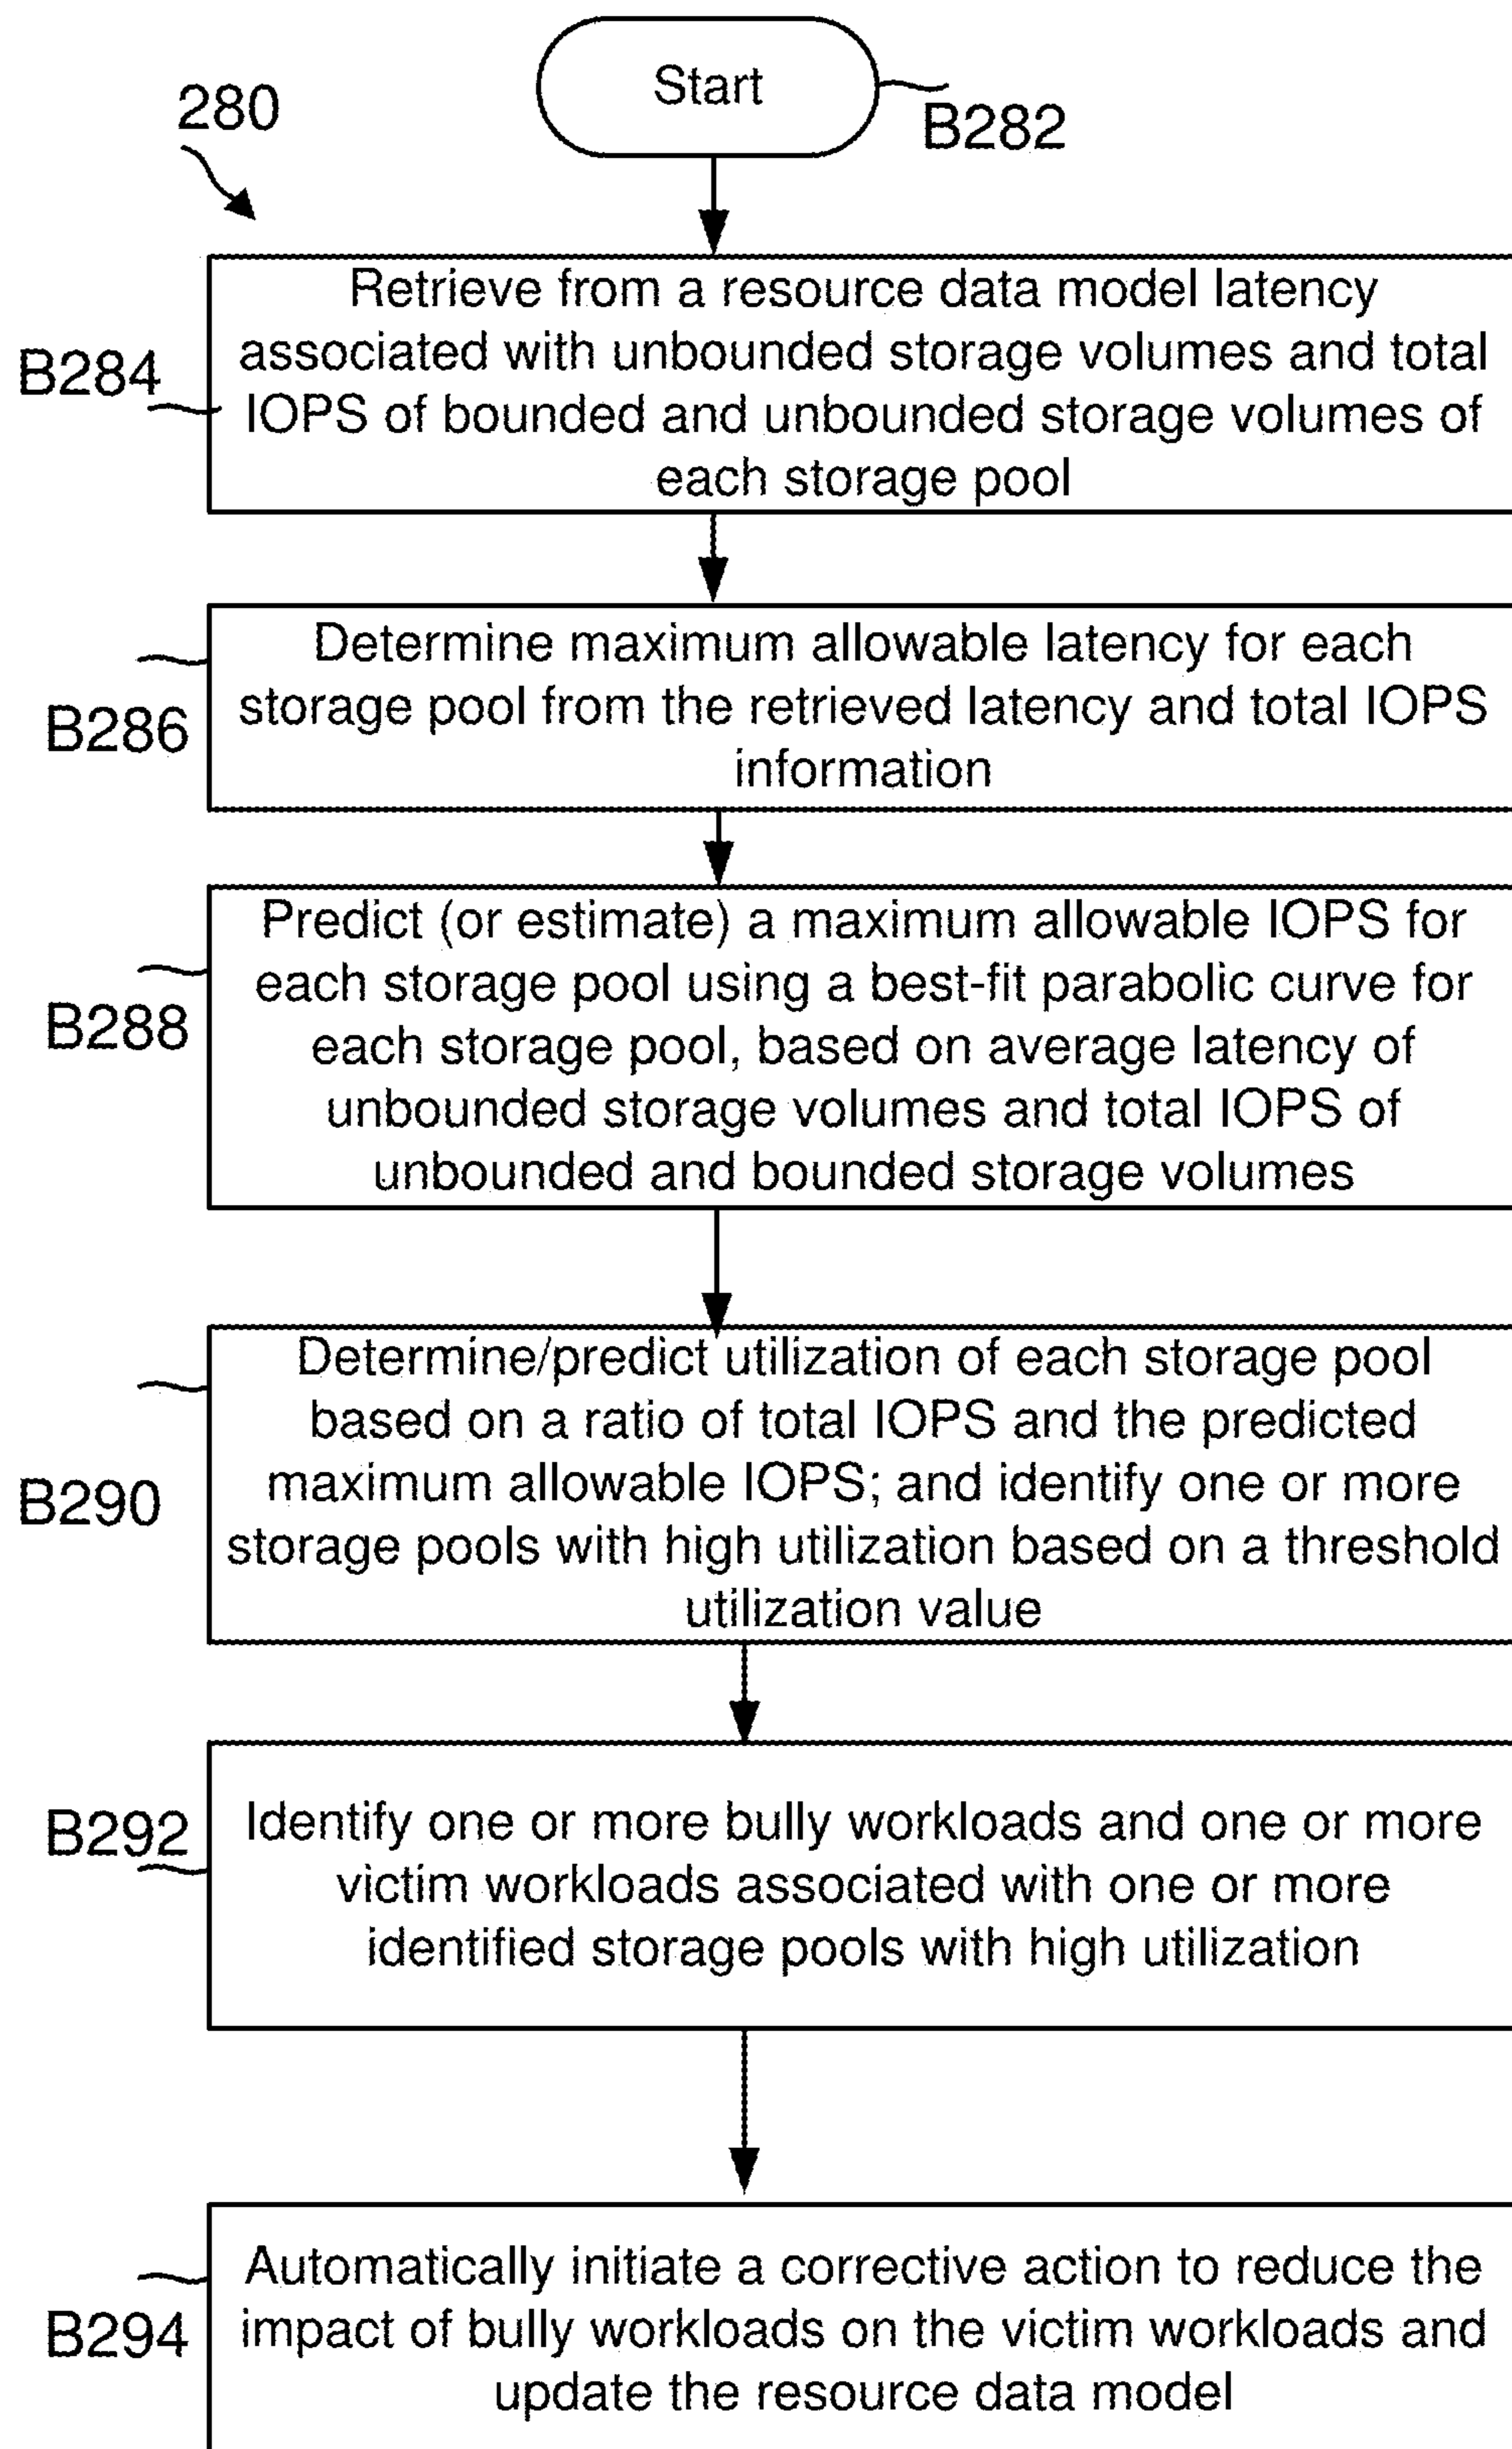 Start
280
B282
Retrieve from a resource data model latency
associated with unbounded storage volumes and total
IOPS of bounded and unbounded storage volumes of
each storage pool
B284
Determine maximum allowable latency for each
storage pool from the retrieved latency and total IOPS
information
B286
Predict (or estimate) a maximum allowable IOPS for
each storage pool using a best-fit parabolic curve for
each storage pool, based on average latency of
unbounded storage volumes and total IOPS of
unbounded and bounded storage volumes
B288
Determine/predict utilization of each storage pool
based on a ratio of total IOPS and the predicted
maximum allowable IOPS; and identify one or more
storage pools with high utilization based on a threshold
utilization value
B290
Identify one or more bully workloads and one or more
victim workloads associated with one or more
identified storage pools with high utilization
B292
Automatically initiate a corrective action to reduce the
impact of bully workloads on the victim workloads and
update the resource data model
B294